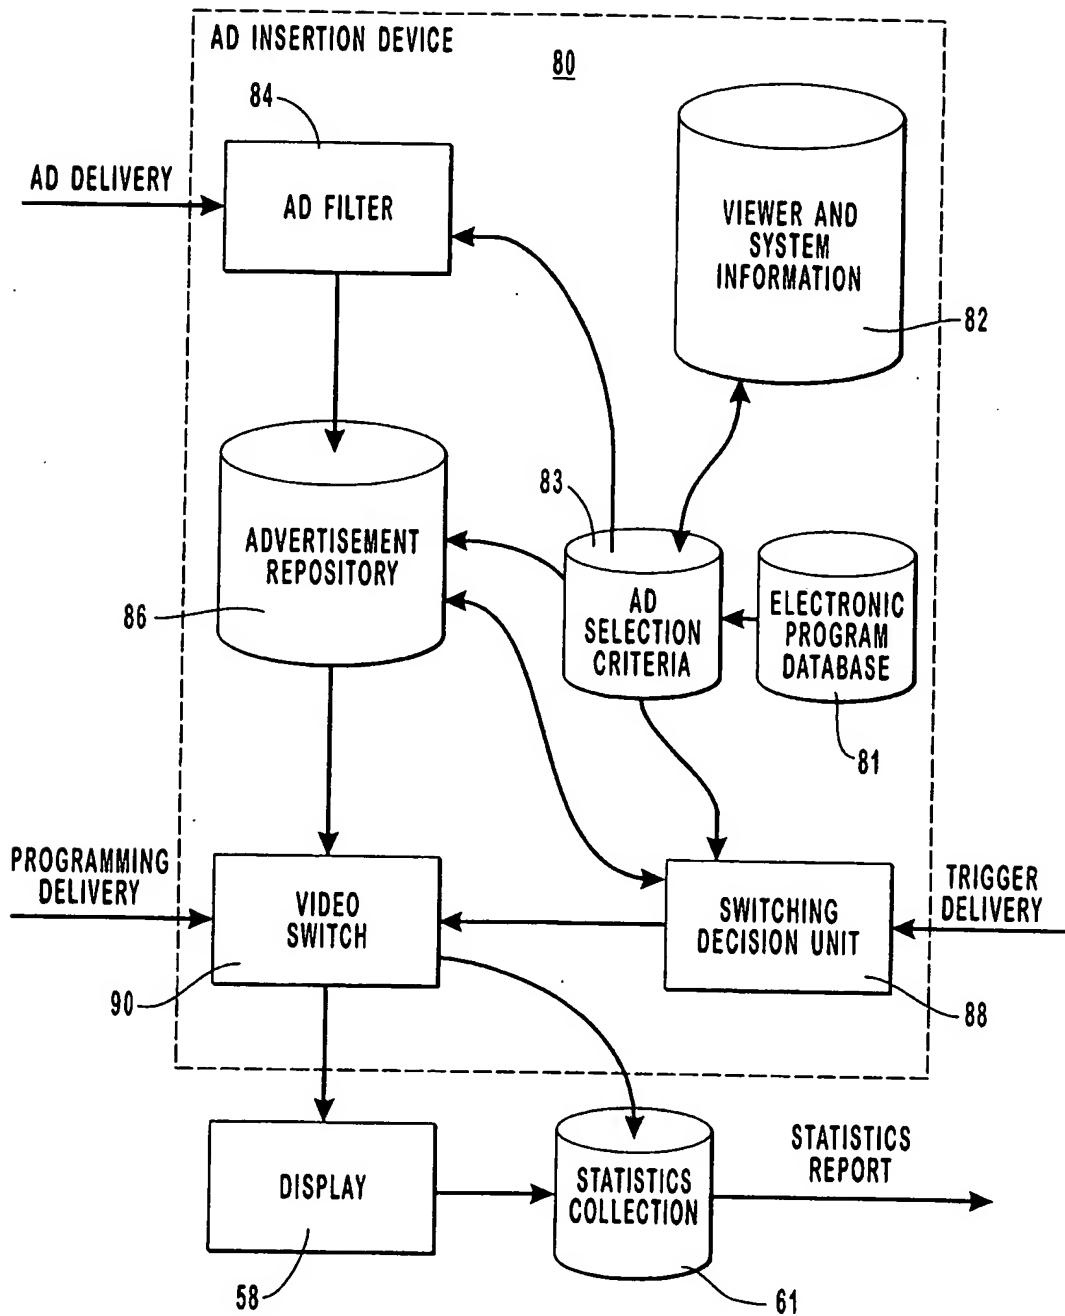 AD INSERTION DEVICE
80
84
AD DELIVERY
AD FILTER
VIEWER AND
SYSTEM
INFORMATION
82
83
ADVERTISEMENT
REPOSITORY
86
AD
SELECTION
CRITERIA
ELECTRONIC
PROGRAM
DATABASE
81
PROGRAMMING
DELIVERY
VIDEO
SWITCH
90
SWITCHING
DECISION UNIT
88
TRIGGER
DELIVERY
DISPLAY
58
STATISTICS
COLLECTION
61
STATISTICS
REPORT